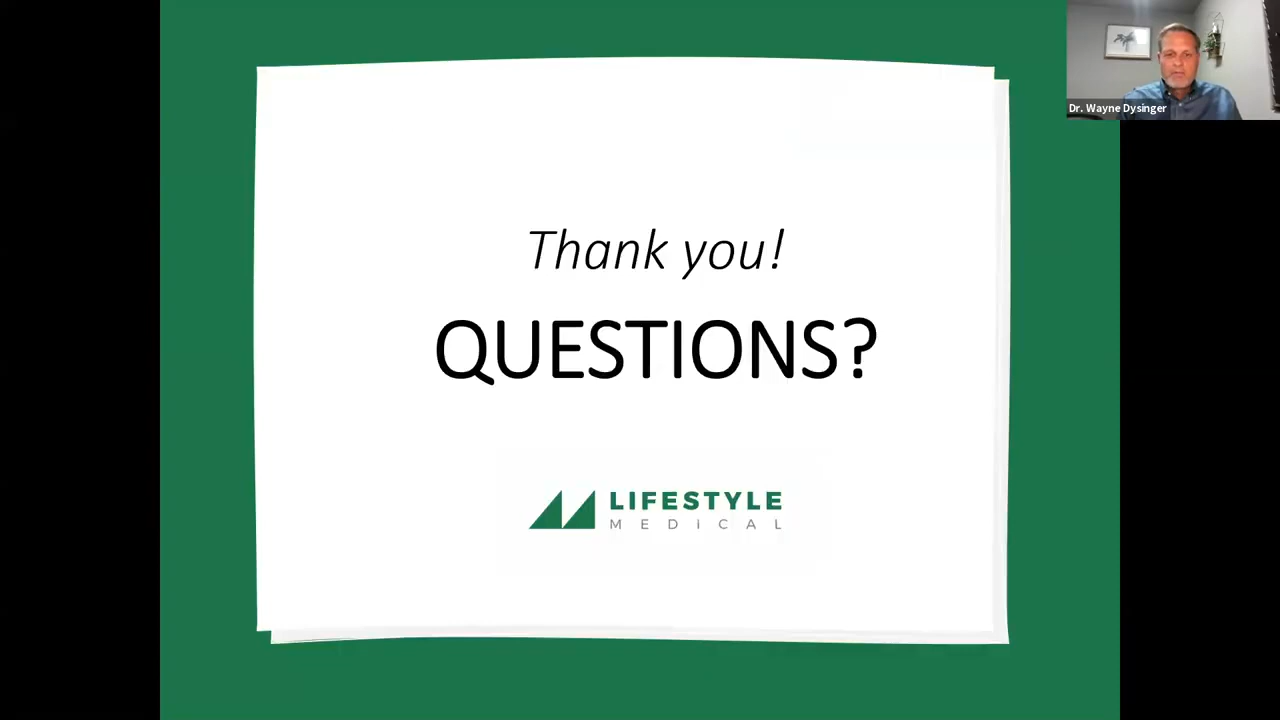 Dr. Wayne Dysinger
Thank you!
QUESTIONS?
LIFESTYLE
MEDICAL